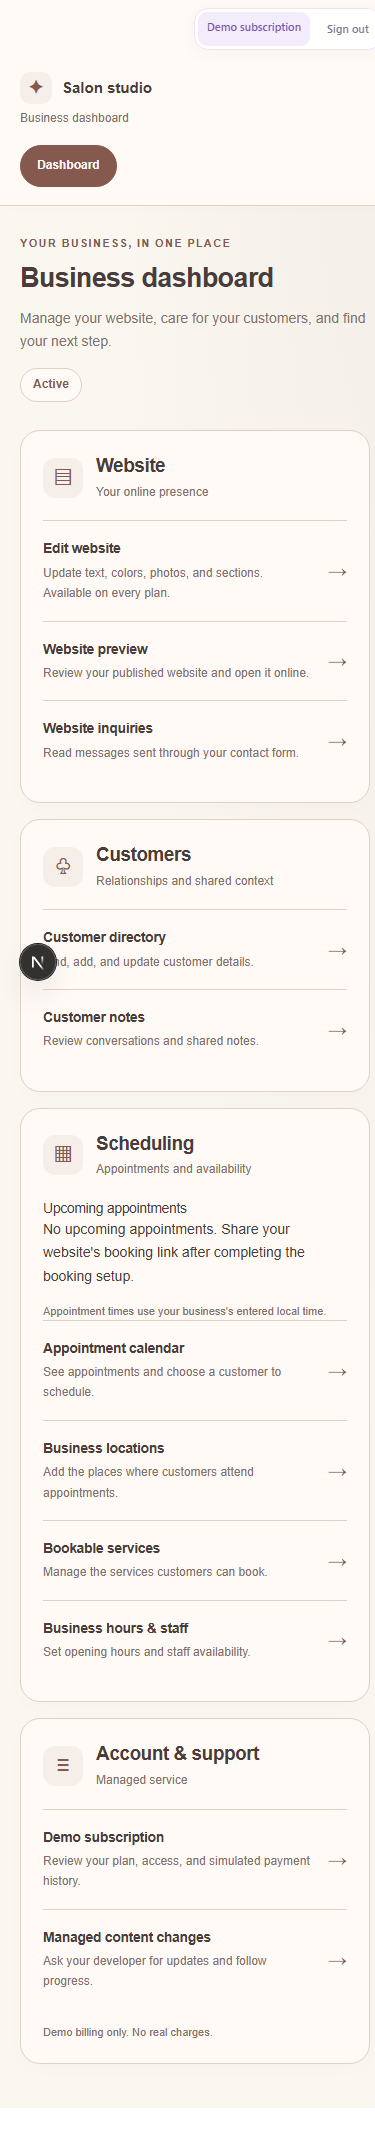 Demo subscription
Sign out
Salon studio
Business dashboard
Dashboard
YOUR BUSINESS, IN ONE PLACE
Business dashboard
Manage your website, care for your customers, and find
your next step.
Active
Website
Your online presence
Edit website
Update text, colors, photos, and sections.
Available on every plan.
Website preview
Review your published website and open it online.
Website inquiries
Read messages sent through your contact form.
Customers
Relationships and shared context
Customer directory
N
add, and update customer details.
Customer notes
Review conversations and shared notes.
Scheduling
Appointments and availability
Upcoming appointments
No upcoming appointments. Share your
website's booking link after completing the
booking setup.
Appointment times use your business's entered local time.
Appointment calendar
See appointments and choose a customer to
schedule.
Business locations
Add the places where customers attend
appointments.
Bookable services
Manage the services customers can book.
Business hours & staff
Set opening hours and staff availability.
Account & support
Managed service
Demo subscription
Review your plan, access, and simulated payment
history.
Managed content changes
Ask your developer for updates and follow
progress.
Demo billing only. No real charges.